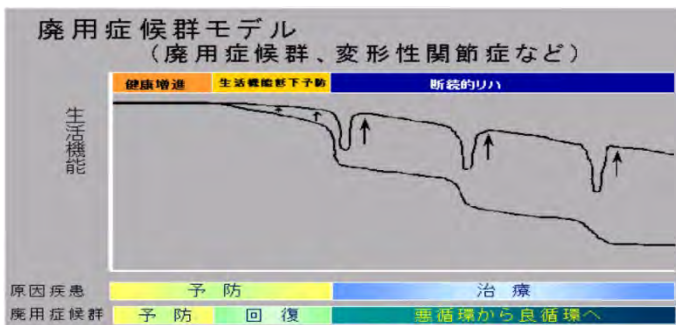 廃用症候群モデル
（廃用症候群、変形性関節症など）
健康増進 生活機能低下予防 断続的リハ
生活機能
原因疾患 予防 治療
廃用症候群 予防 回復 悪循環から良循環へ